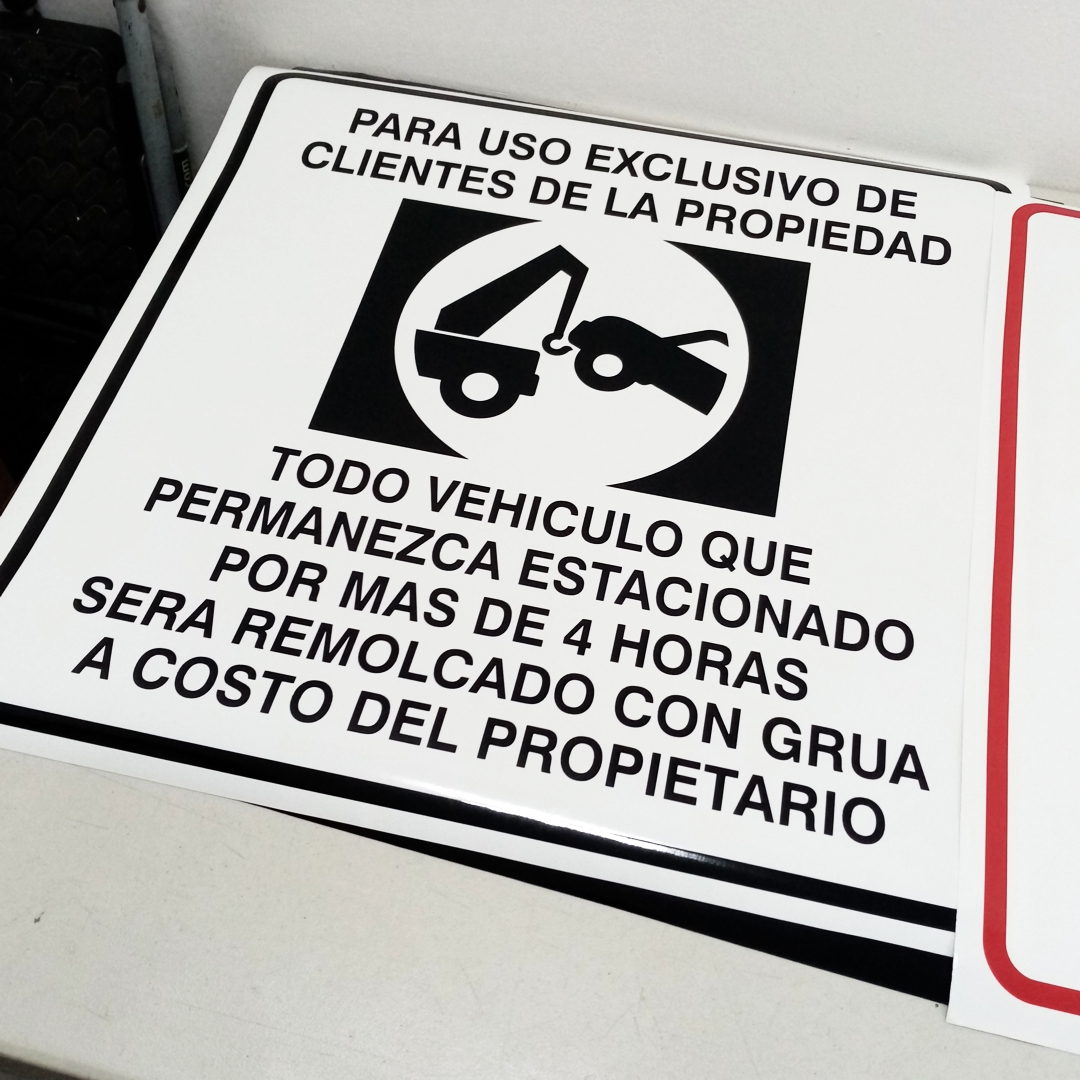 PARA USO EXCLUSIVO DE
CLIENTES DE LA PROPIEDAD
TODO VEHICULO QUE
PERMANEZCA ESTACIONADO
POR MAS DE 4 HORAS
SERA REMOLCADO CON GRUA
A COSTO DEL PROPIETARIO